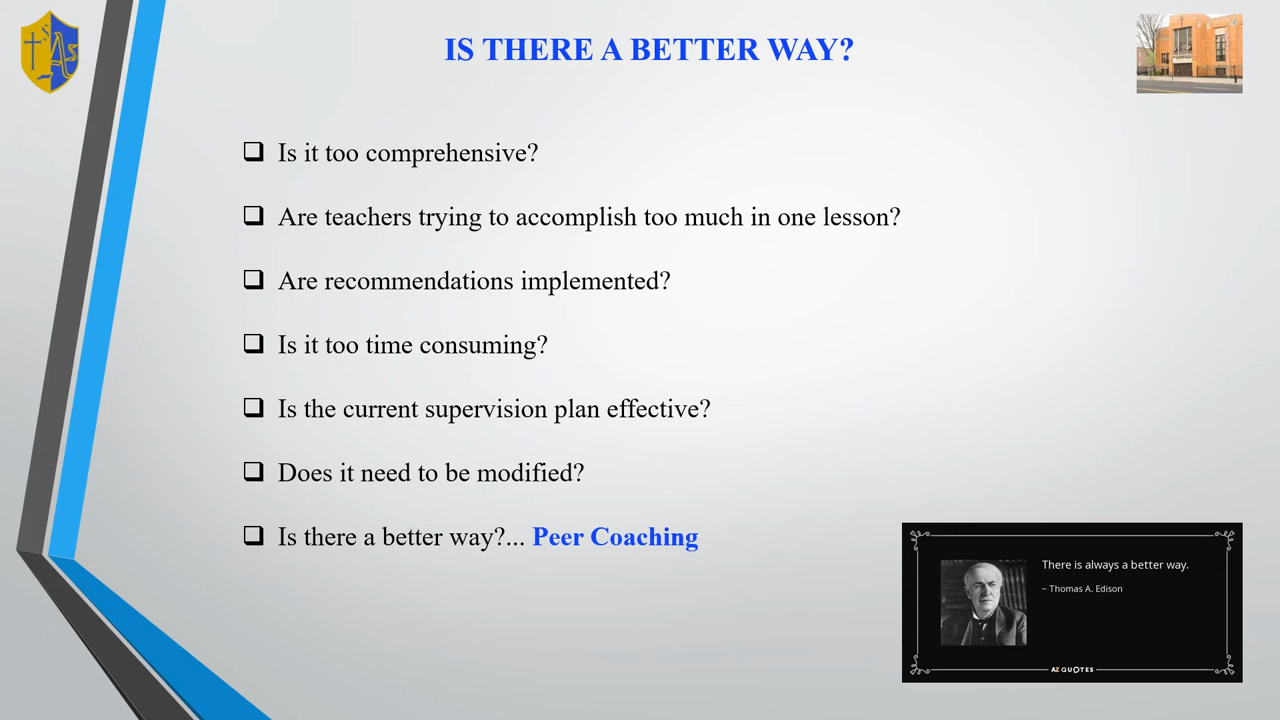 IS THERE A BETTER WAY?
Is it too comprehensive?
Are teachers trying to accomplish too much in one lesson?
Are recommendations implemented?
Is it too time consuming?
Is the current supervision plan effective?
Does it need to be modified?
Is there a better way?... Peer Coaching
There is always a better way.
~ Thomas A. Edison
AZ QUOTES